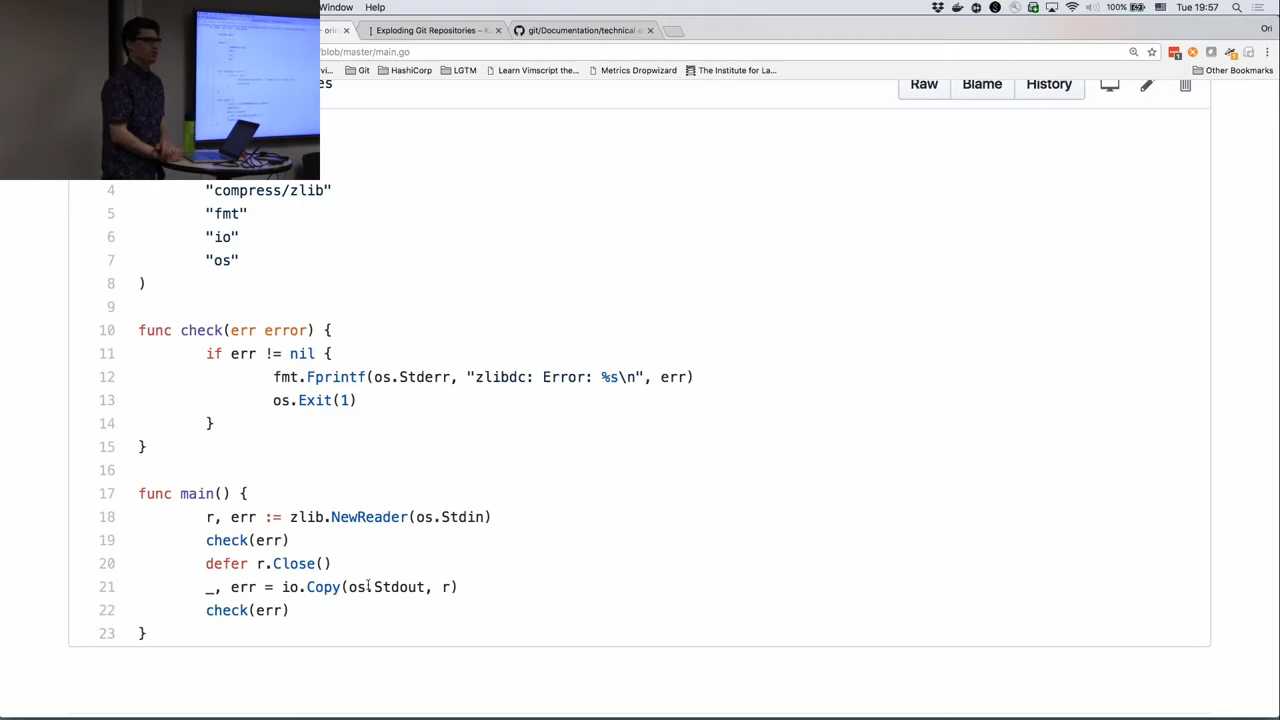 indow Help
100% Tue 19:57
Exploding Git Repositories – K
git/Documentation/technical
Ori
/blob/master/main.go
Git HashiCorp LGTM Learn Vimscript the... Metrics Dropwizard The Institute for La... Other Bookmarks
es
Raw Blame History
4 "compress/zlib"
5 "fmt"
6 "io"
7 "os"
8 )
9
10 func check(err error) {
11 if err != nil {
12 fmt.Fprintf(os.Stderr, "zlibdc: Error: %s\n", err)
13 os.Exit(1)
14 }
15 }
16
17 func main() {
18 r, err := zlib.NewReader(os.Stdin)
19 check(err)
20 defer r.Close()
21 _, err = io.Copy(os.Stdout, r)
22 check(err)
23 }